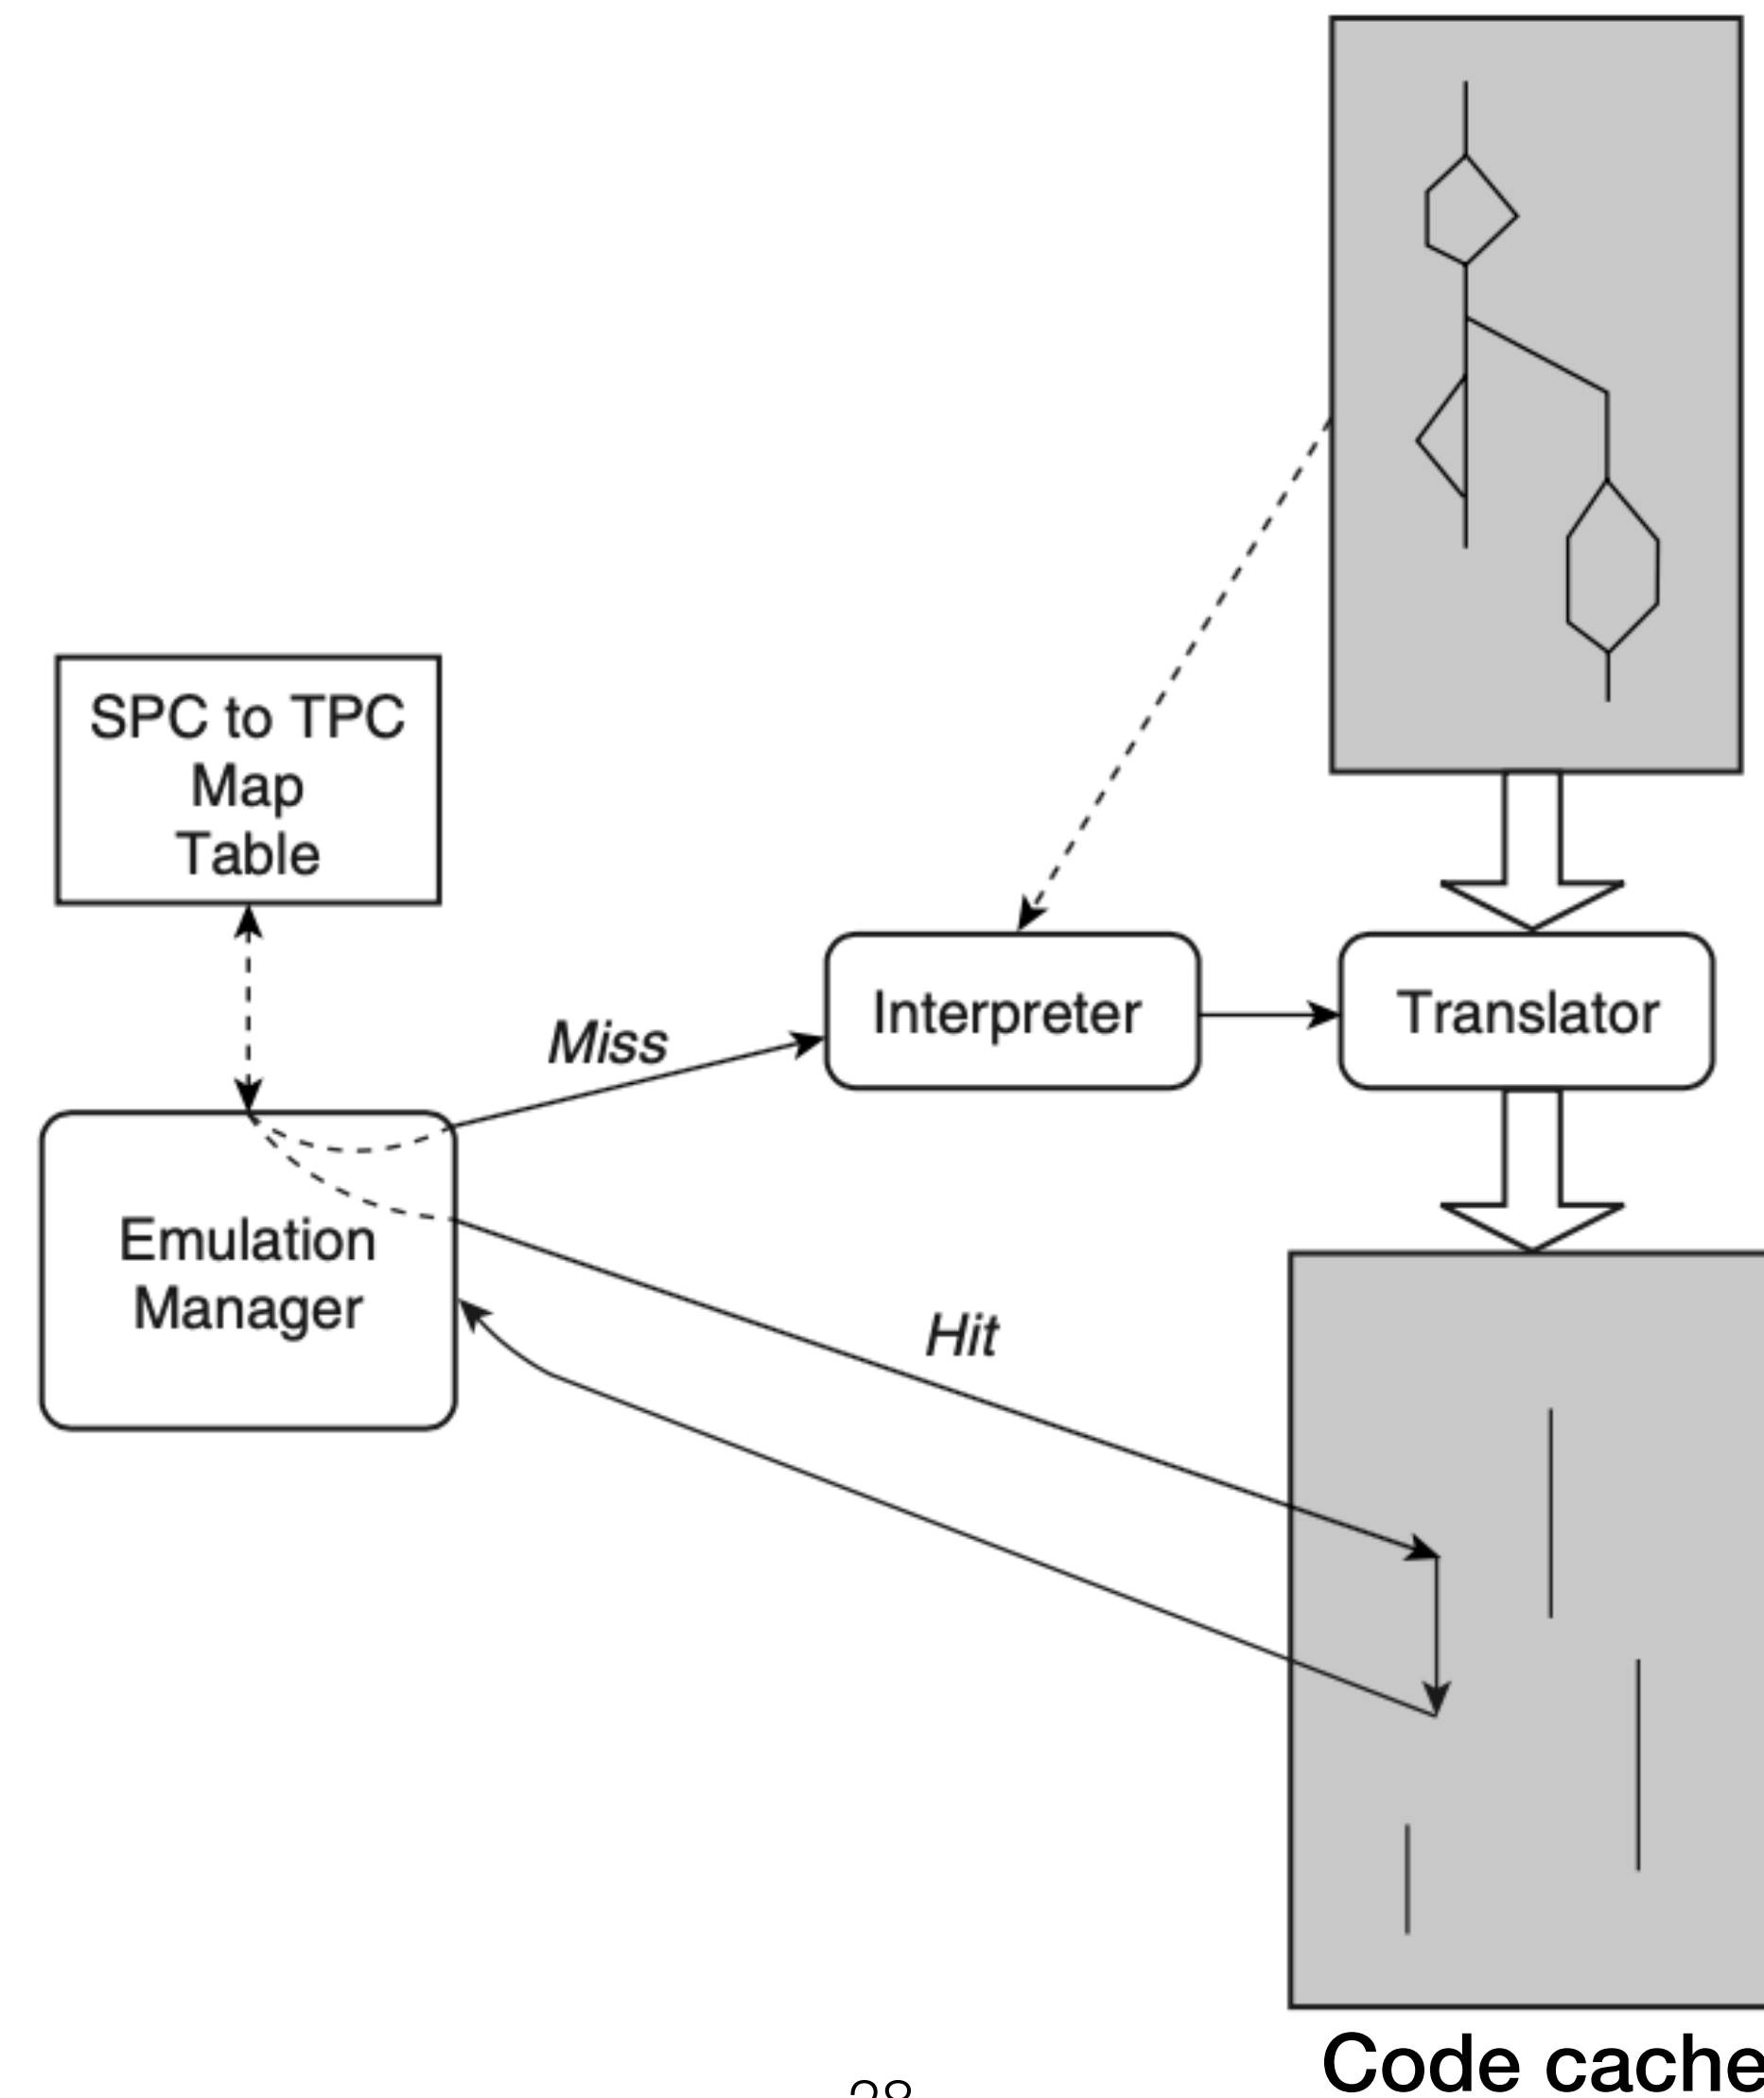 SPC to TPC
Map
Table
Interpreter
Translator
Miss
Emulation
Manager
Hit
Code cache